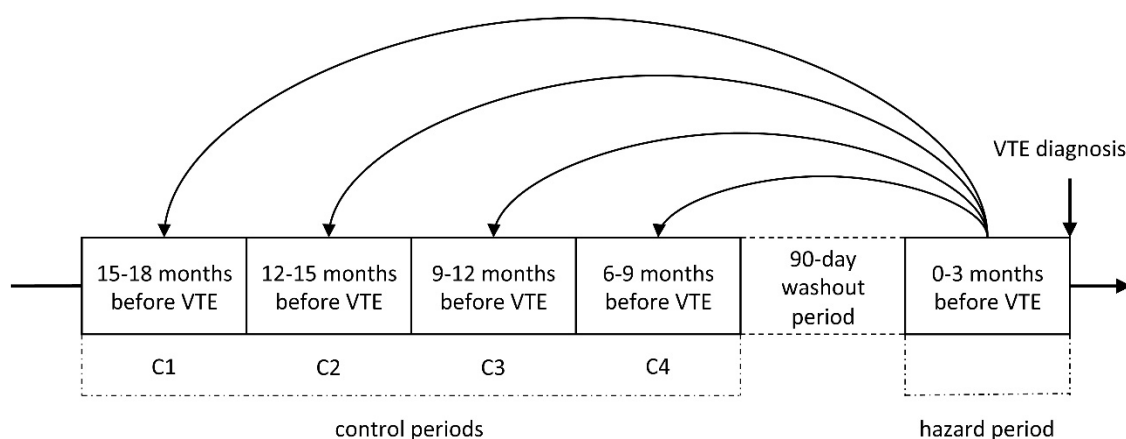 VTE diagnosis
15-18 months
before VTE
12-15 months
before VTE
9-12 months
before VTE
6-9 months
before VTE
90-day
washout
period
0-3 months
before VTE
C1
C2
C3
C4
control periods
hazard period